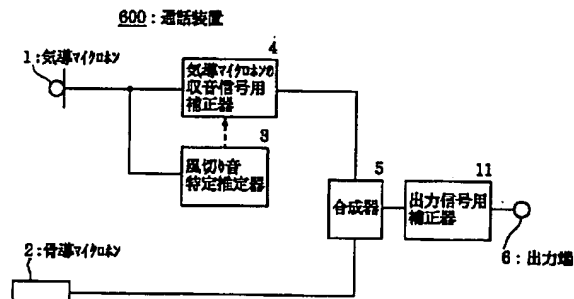 600：通話装置
1：気導マイクロホン
4
気導マイクロホンの
収音信号用
補正器
3
風切り音
特定推定器
5
合成器
11
出力信号用
補正器
6：出力端
2：骨導マイクロホン